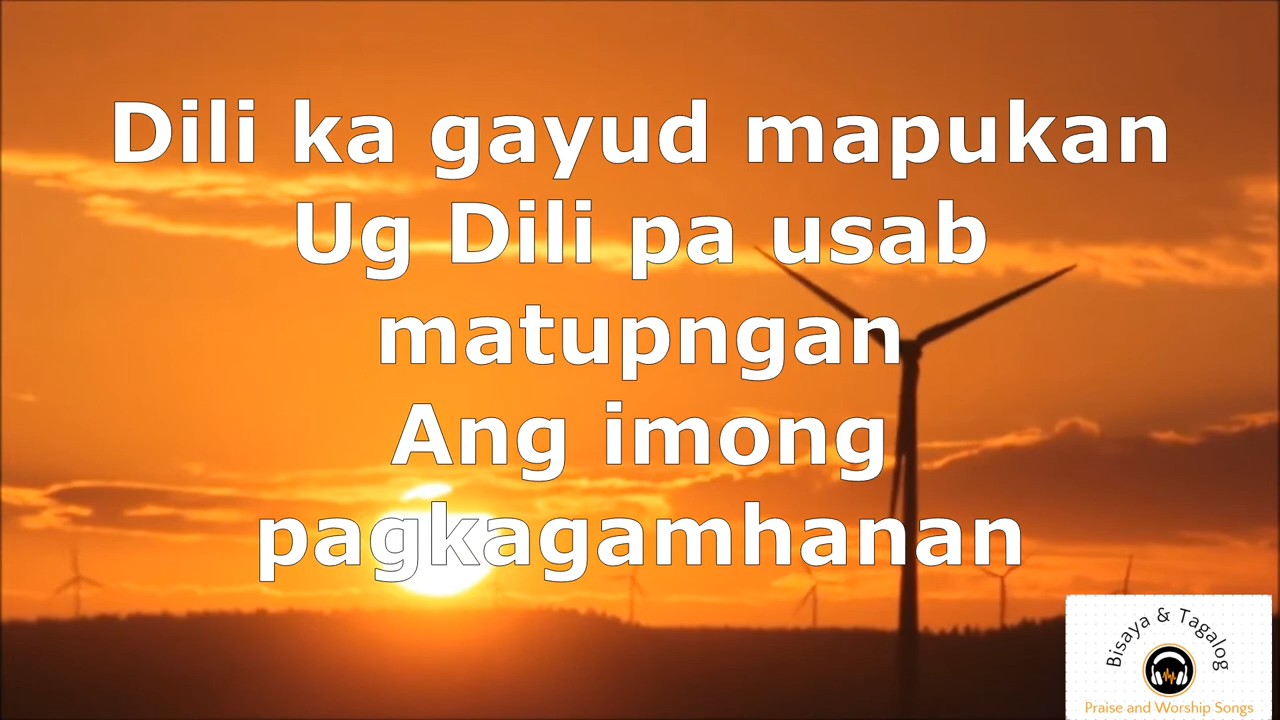 Dili ka gayud mapukan
Ug Dili pa usab
matupngan
Ang imong
pagkagamhanan
Bisaya & Tagalog
Praise and Worship Songs